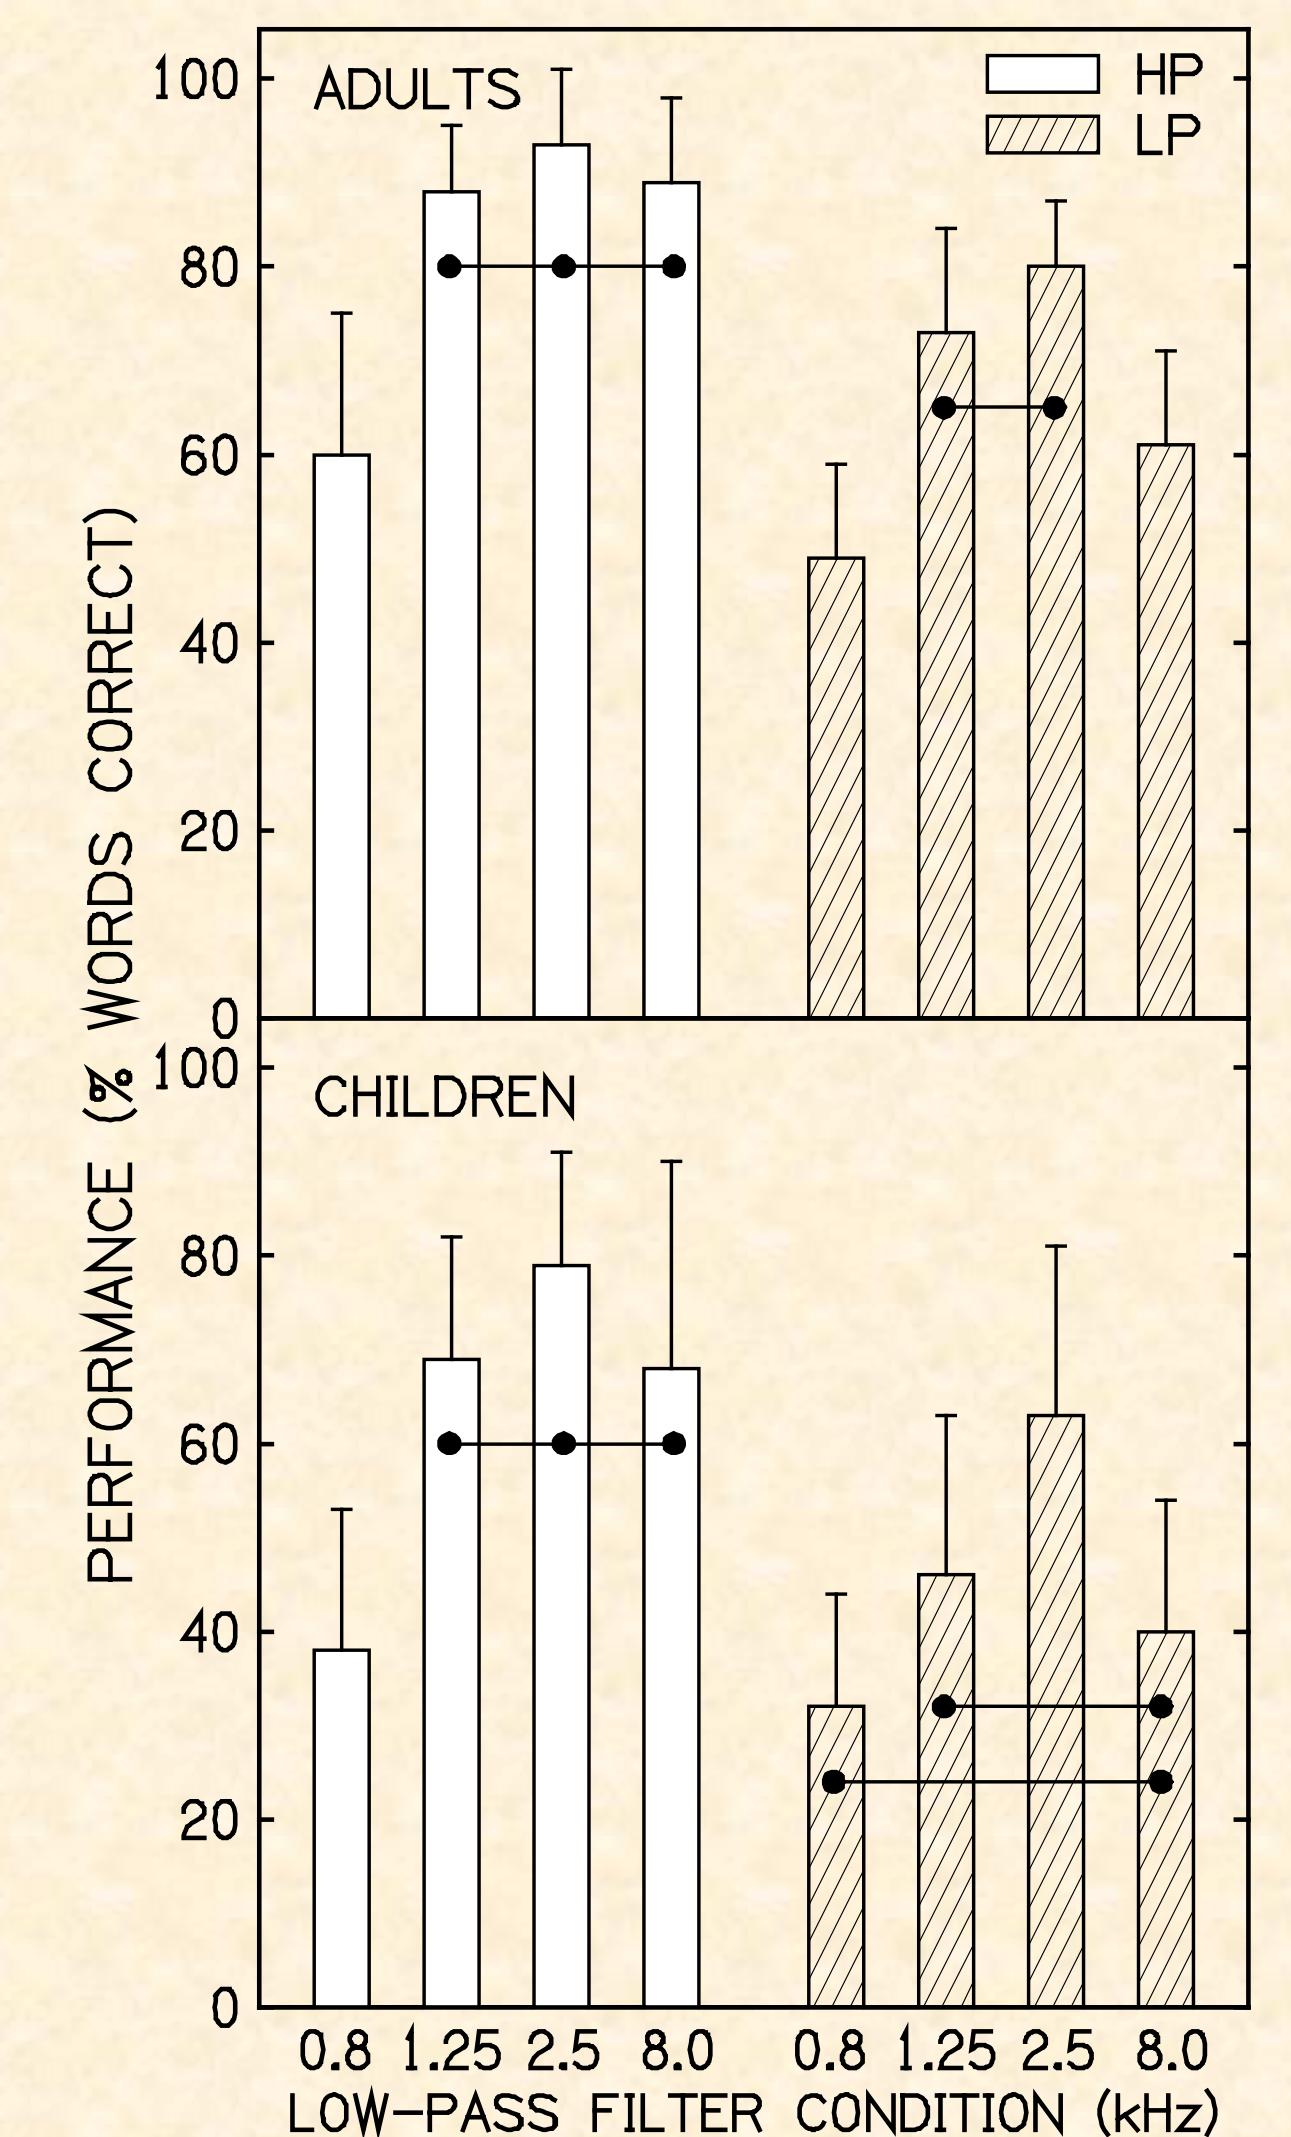 PERFORMANCE (% WORDS CORRECT)
ADULTS
HP
LP
100
80
60
40
20
0
CHILDREN
100
80
60
40
20
0
0.8 1.25 2.5 8.0 0.8 1.25 2.5 8.0
LOW-PASS FILTER CONDITION (kHz)